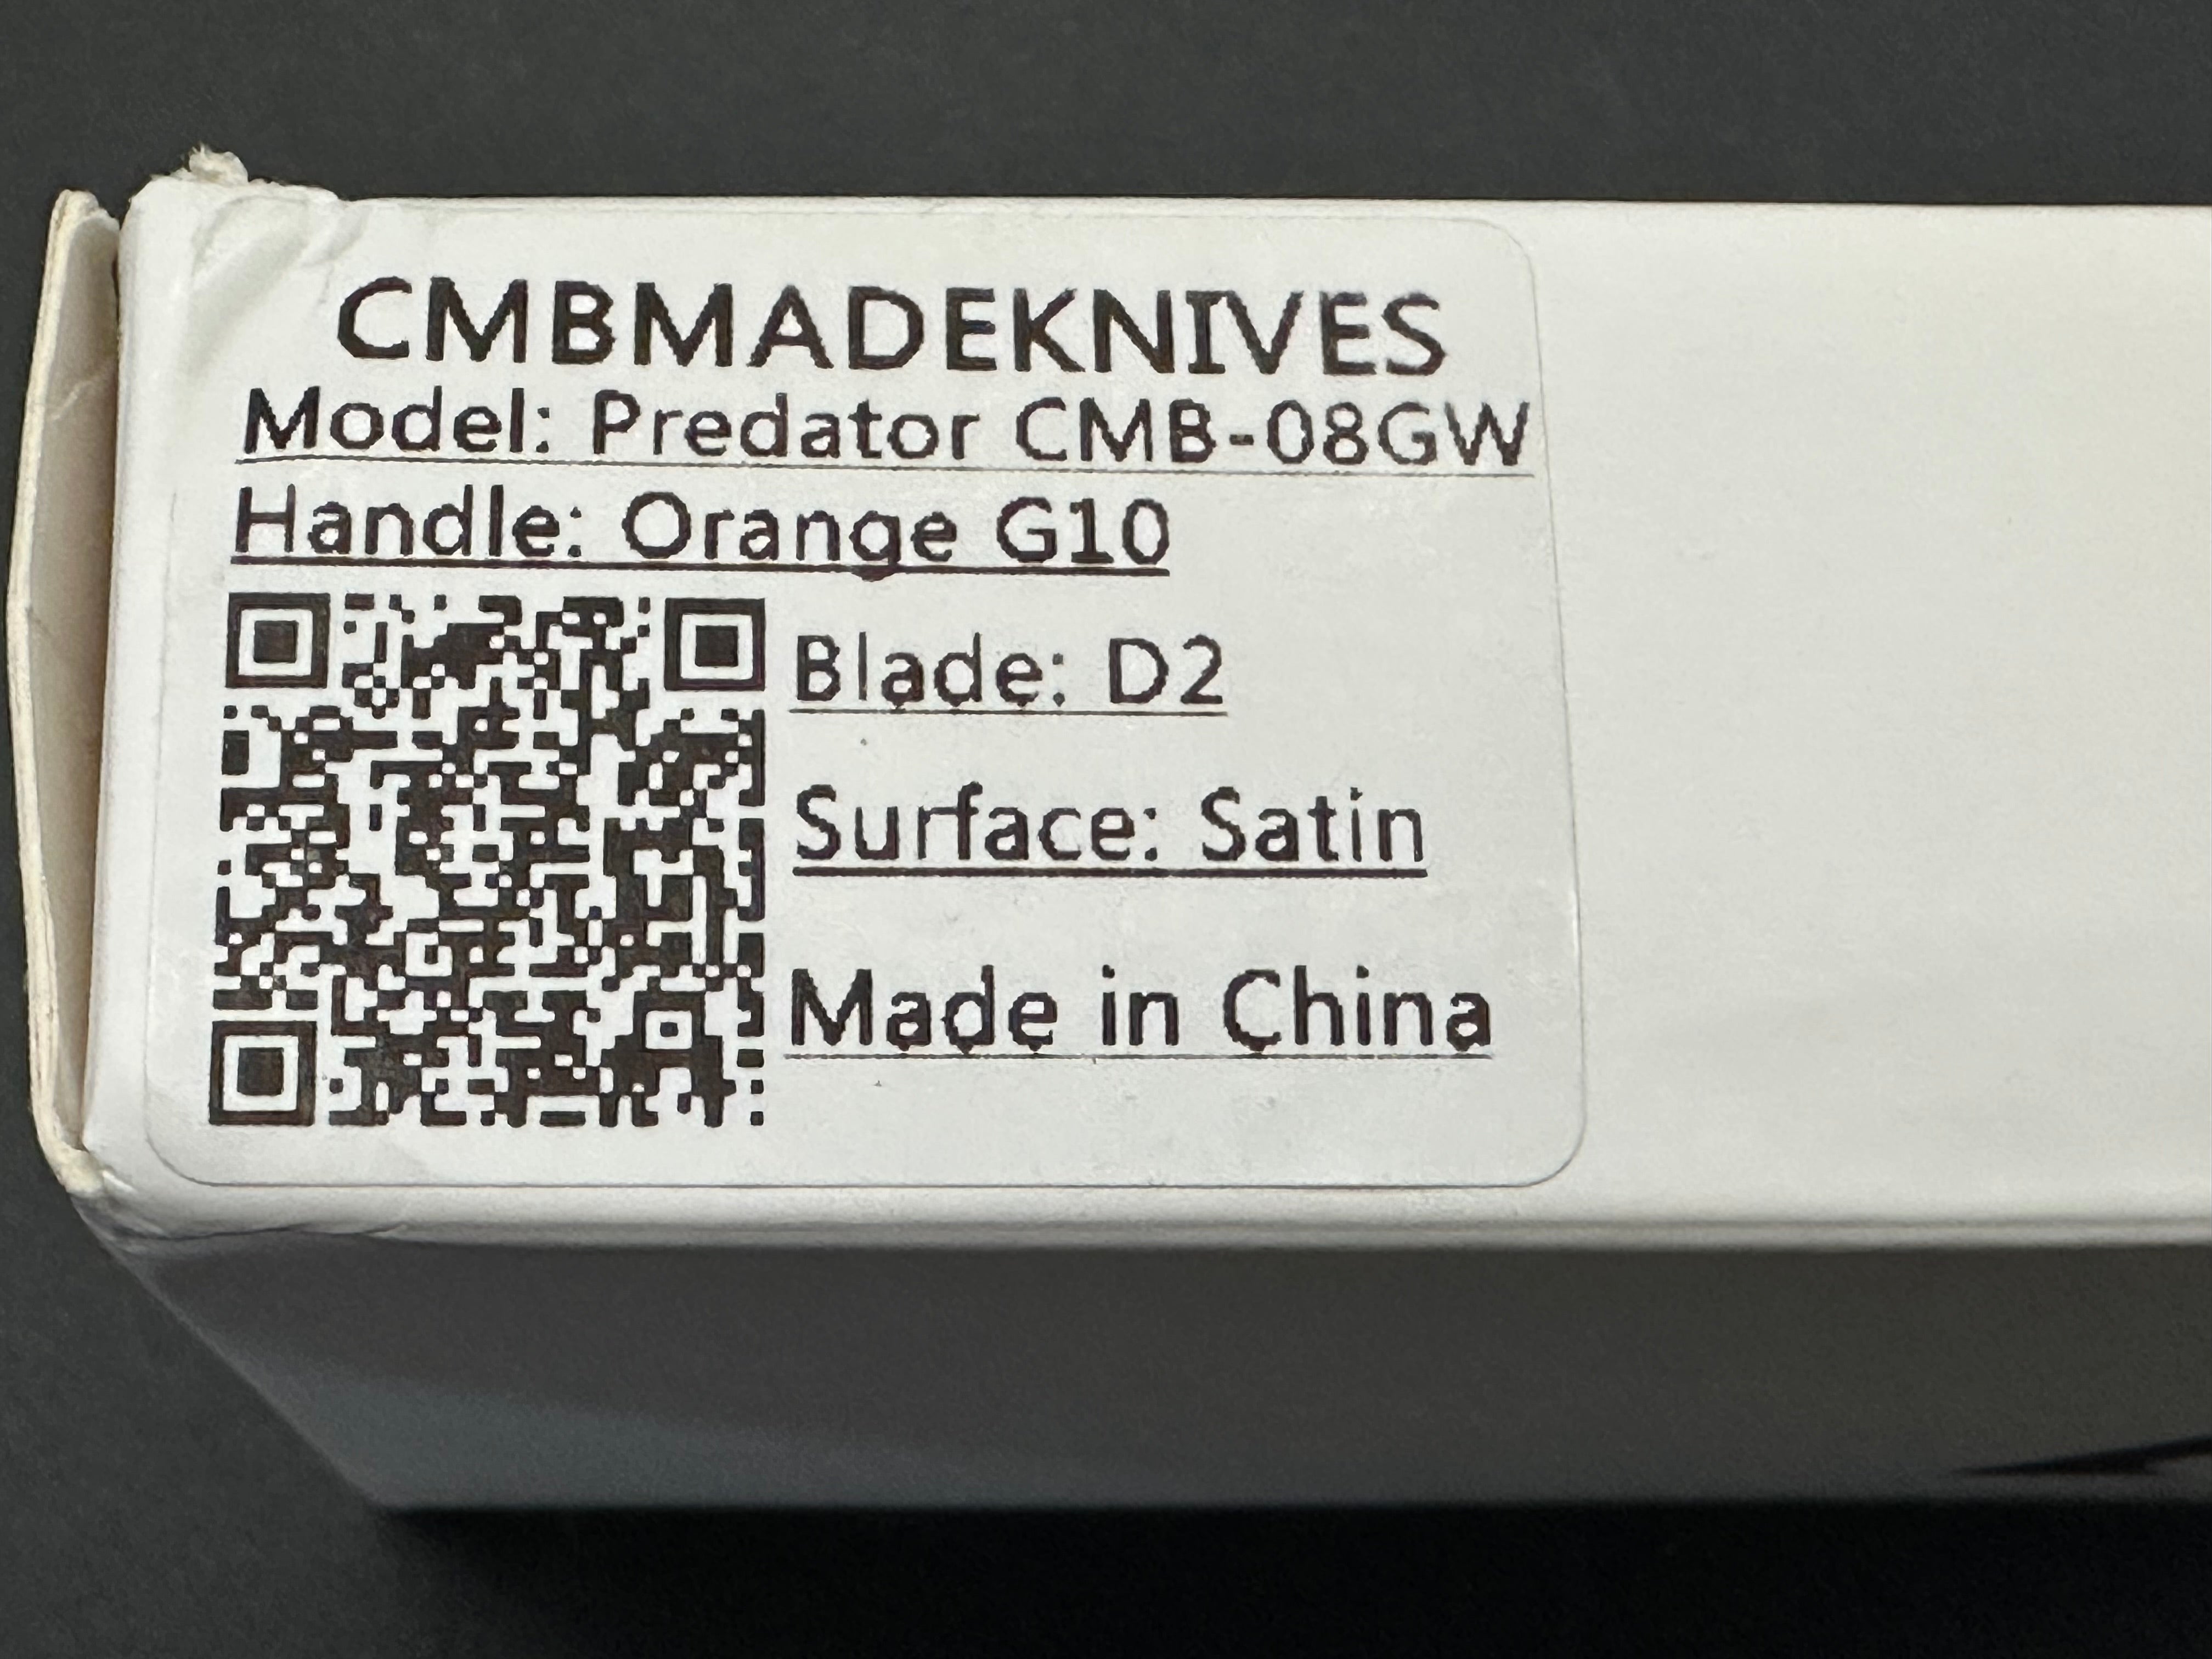 CMBMADEKNIVES
Model: Predator CMB-08GW
Handle: Orange G10
Blade: D2
Surface: Satin
Made in China